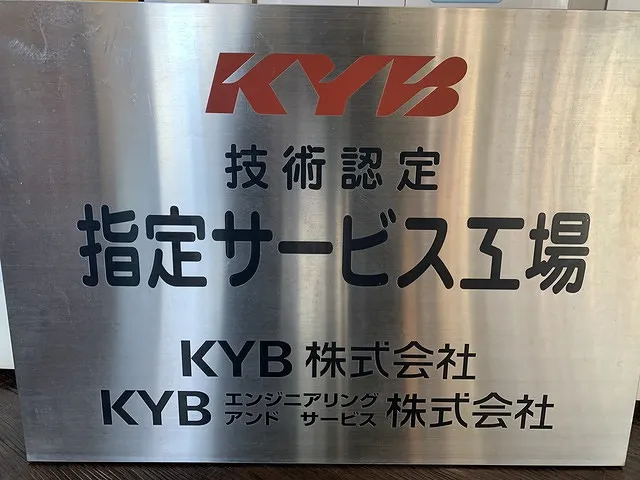 KYB
技術認定
指定サービス工場
KYB 株式会社
KYB エンジニアリング アンド サービス 株式会社